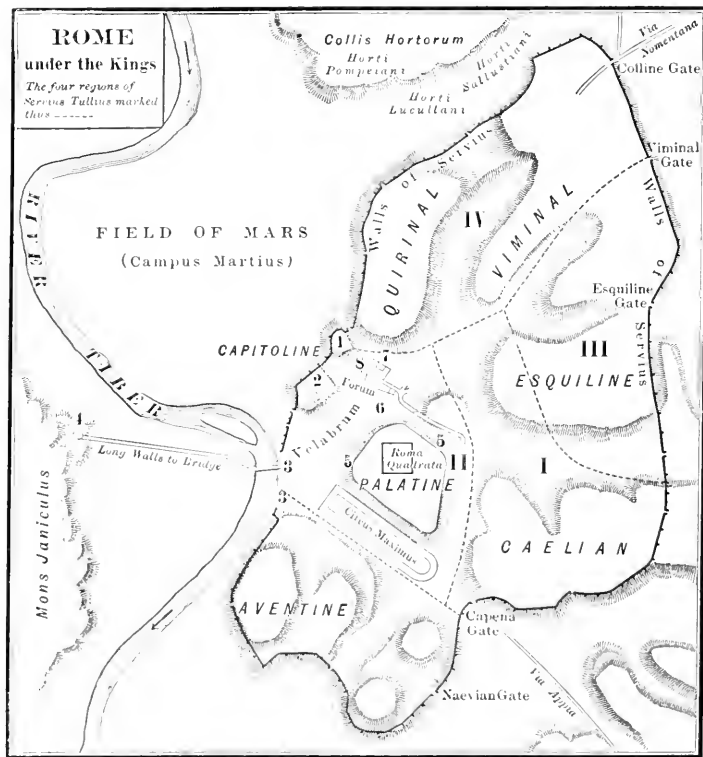 ROME
under the Kings
The four regions of
Servius Tullius marked
thus ------
Collis Hortorum
Horti
Pompeiani
Horti
Sallustiani
Horti
Lucullani
Via
Nomentana
Colline Gate
Viminal
Gate
Walls of Servius
Walls of Servius
RIVER
TIBER
FIELD OF MARS
(Campus Martius)
QUIRINAL
IV
VIMINAL
Esquiline
Gate
CAPITOLINE
1
8
7
2
Forum
III
ESQUILINE
6
4
Long Walls to Bridge
Velabrum
3
3
5
5
Roma
Quadrata
II
PALATINE
I
Circus Maximus
Mons Janiculus
CAELIAN
AVENTINE
Capena
Gate
Via Appia
Naevian Gate